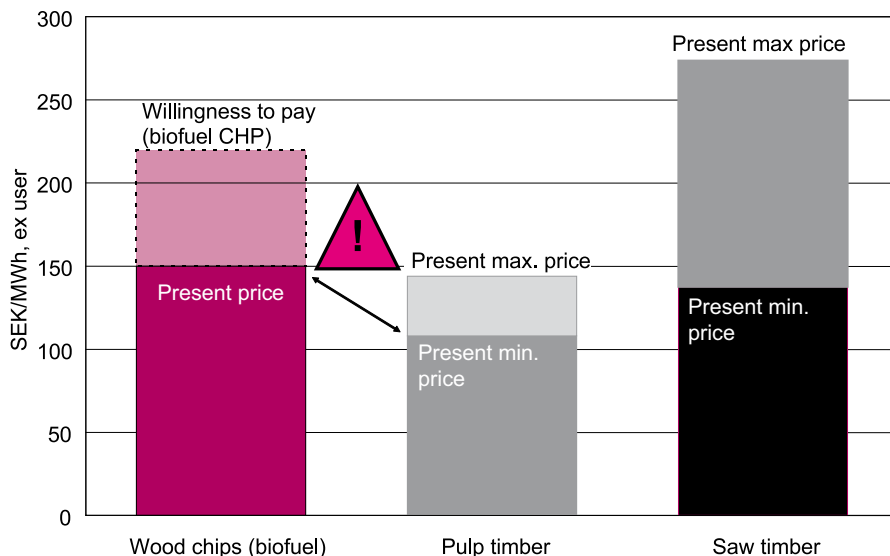 300
250
200
150
100
50
0
SEK/MWh, ex user
Willingness to pay
(biofuel CHP)
Present price
!
Present max. price
Present min.
price
Present max price
Present min.
price
Wood chips (biofuel)
Pulp timber
Saw timber